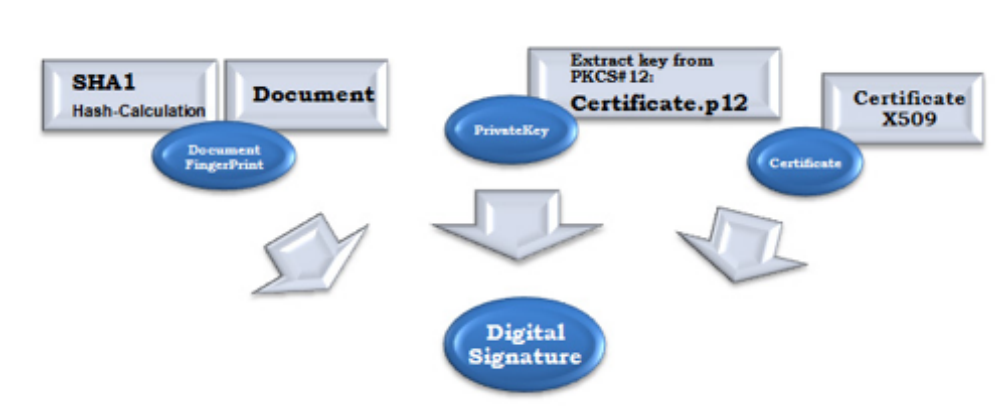 SHA1
Hash-Calculation
Document
Document
FingerPrint
Extract key from
PKCS#12:
Certificate.p12
PrivateKey
Certificate
X509
Certificate
Digital
Signature